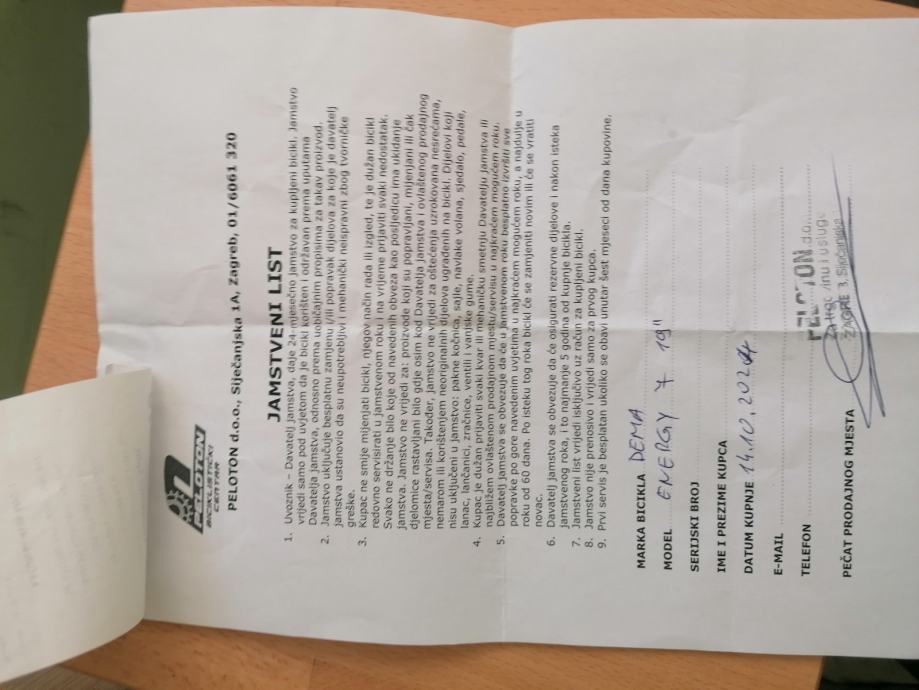 PELOTON
BICIKLISTIČKI
CENTAR
PELOTON d.o.o., Siječanjska 1A, Zagreb, 01/6061 320
JAMSTVENI LIST
1. Uvoznik – Davatelj jamstva, daje 24-mjesečno jamstvo za kupljeni bicikl. Jamstvo
vrijedi samo pod uvjetom da je bicikl korišten i održavan prema uputama
Davatelja jamstva, odnosno prema uobičajnim propisima za takav proizvod.
2. Jamstvo uključuje besplatnu zamjenu i/ili popravak dijelova za koje je davatelj
jamstva ustanovio da su neupotrebljivi i mehanički neispravni zbog tvorničke
greške.
3. Kupac ne smije mijenjati bicikl, njegov način rada ili izgled, te je dužan bicikl
redovno servisirati u jamstvenom roku i na vrijeme prijaviti svaki nedostatak.
Svako ne držanje bilo koje od navedenih obveza kao posljedicu ima ukidanje
jamstva. Jamstvo ne vrijedi za: proizvode koji su popravljani, mijenjani ili čak
djelomice rastavljani bilo gdje osim kod Davatelja jamstva i ovlaštenog prodajnog
mjesta/servisa. Također, jamstvo ne vrijedi za oštećenja uzrokovana nesrećama,
nemarom ili korištenjem neoriginalnih dijelova ugrađenih na bicikl. Dijelovi koji
nisu uključeni u jamstvo: pakne kočnica, sajle, navlake volana, sjedalo, pedale,
lanac, lančanici, zračnice, ventili i vanjske gume.
4. Kupac je dužan prijaviti svaki kvar ili mehaničku smetnju Davatelju jamstva ili
najbližem ovlaštenom prodajnom mjestu/servisu u najkraćem mogućem roku.
5. Davatelj jamstva se obvezuje da će u jamstvenom roku besplatno izvršiti sve
popravke po gore navedenim uvjetima u najkraćem mogućem roku, a najdulje u
roku od 60 dana. Po isteku tog roka bicikl će se zamjeniti novim ili će se vratiti
novac.
6. Davatelj jamstva se obvezuje da će osigurati rezervne dijelove i nakon isteka
jamstvenog roka, i to najmanje 5 godina od kupnje bicikla.
7. Jamstveni list vrijedi isključivo uz račun za kupljeni bicikl.
8. Jamstvo nije prenosivo i vrijedi samo za prvog kupca.
9. Prvi servis je besplatan ukoliko se obavi unutar šest mjeseci od dana kupovine.
MARKA BICIKLA DEMA
MODEL ENERGY 7 19"
SERIJSKI BROJ
IME I PREZIME KUPCA
DATUM KUPNJE 14.10.2024
E-MAIL
TELEFON
PELOTON d.o.o.
usluge
ZAGREB, Siječanjska
PEČAT PRODAJNOG MJESTA